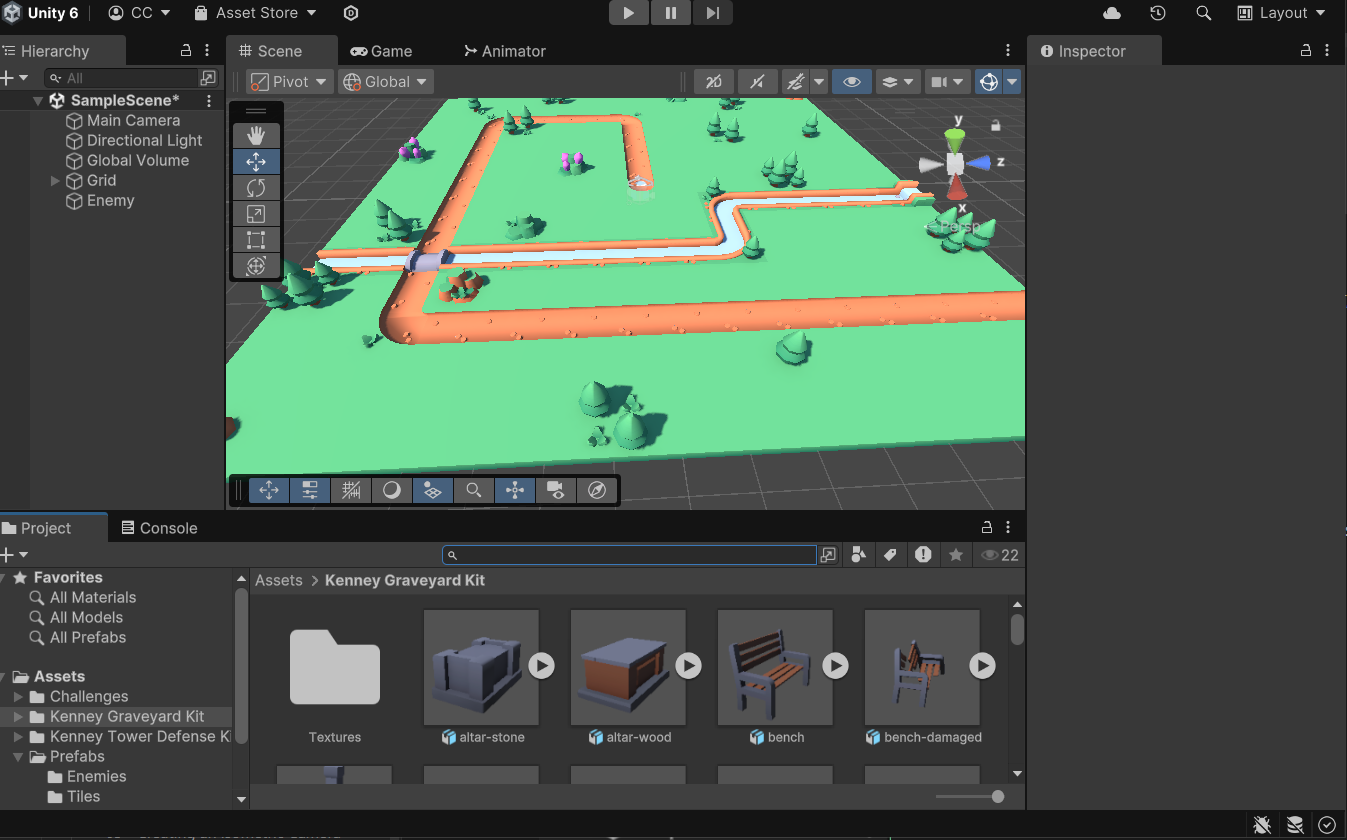 Unity 6 CC Asset Store Layout
Hierarchy
All
SampleScene*
Main Camera
Directional Light
Global Volume
Grid
Enemy
Scene Game Animator
Pivot Global 2D
y
z
x
Persp
Inspector
Project Console
22
Favorites
All Materials
All Models
All Prefabs
Assets
Challenges
Kenney Graveyard Kit
Kenney Tower Defense Ki
Prefabs
Enemies
Tiles
Assets > Kenney Graveyard Kit
Textures altar-stone altar-wood bench bench-damaged